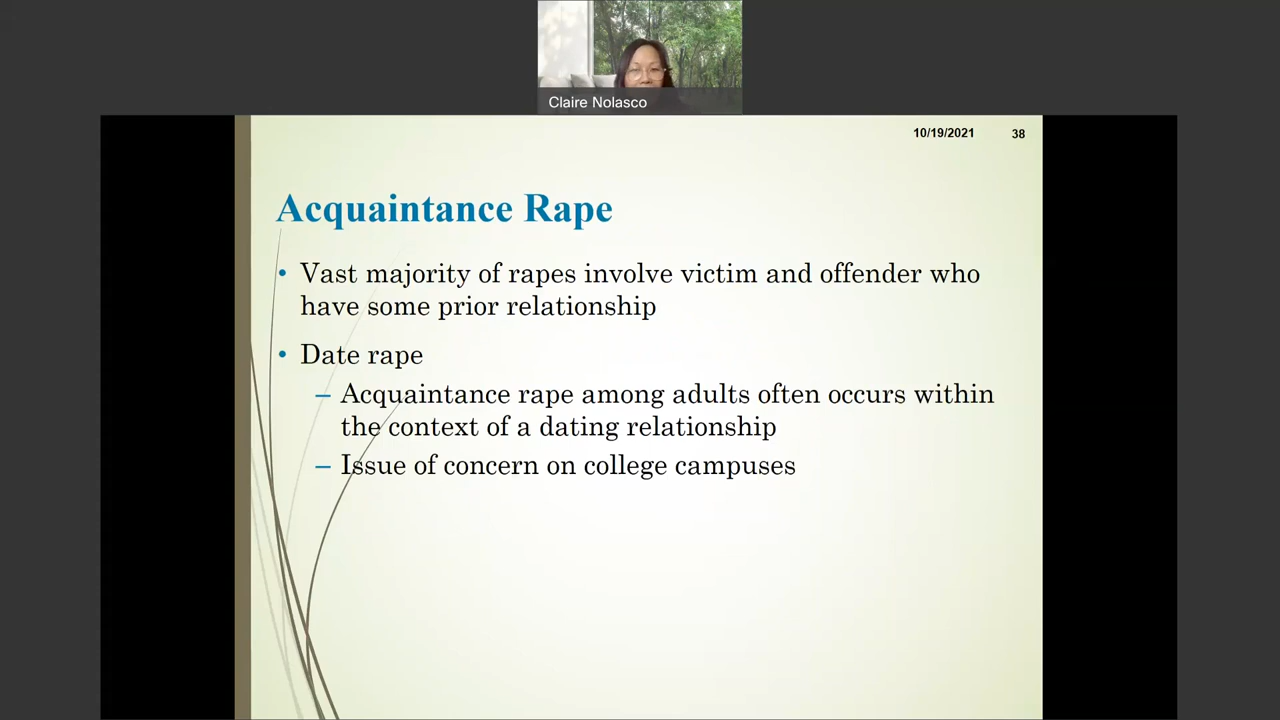 Claire Nolasco
10/19/2021 38
Acquaintance Rape
• Vast majority of rapes involve victim and offender who
have some prior relationship
• Date rape
– Acquaintance rape among adults often occurs within
the context of a dating relationship
– Issue of concern on college campuses